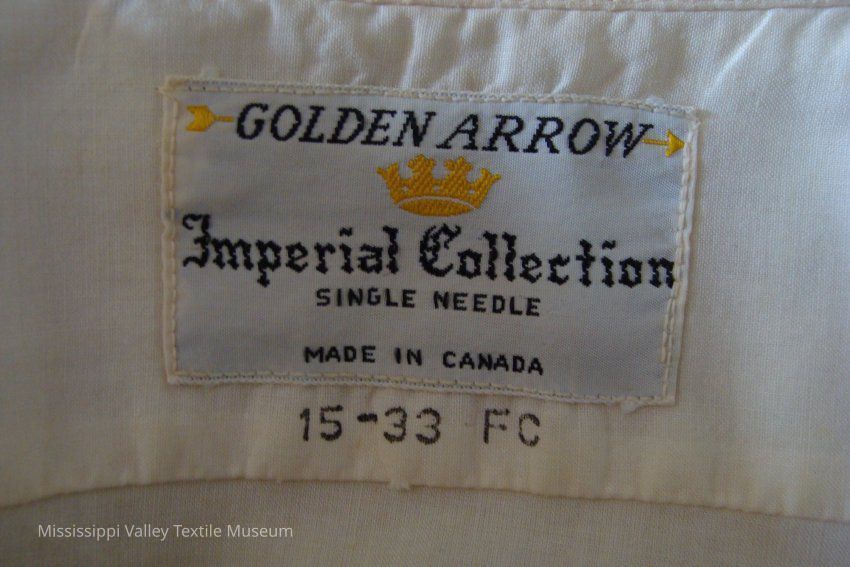 GOLDEN ARROW
Imperial Collection
SINGLE NEEDLE
MADE IN CANADA
15-33 FC
Mississippi Valley Textile Museum